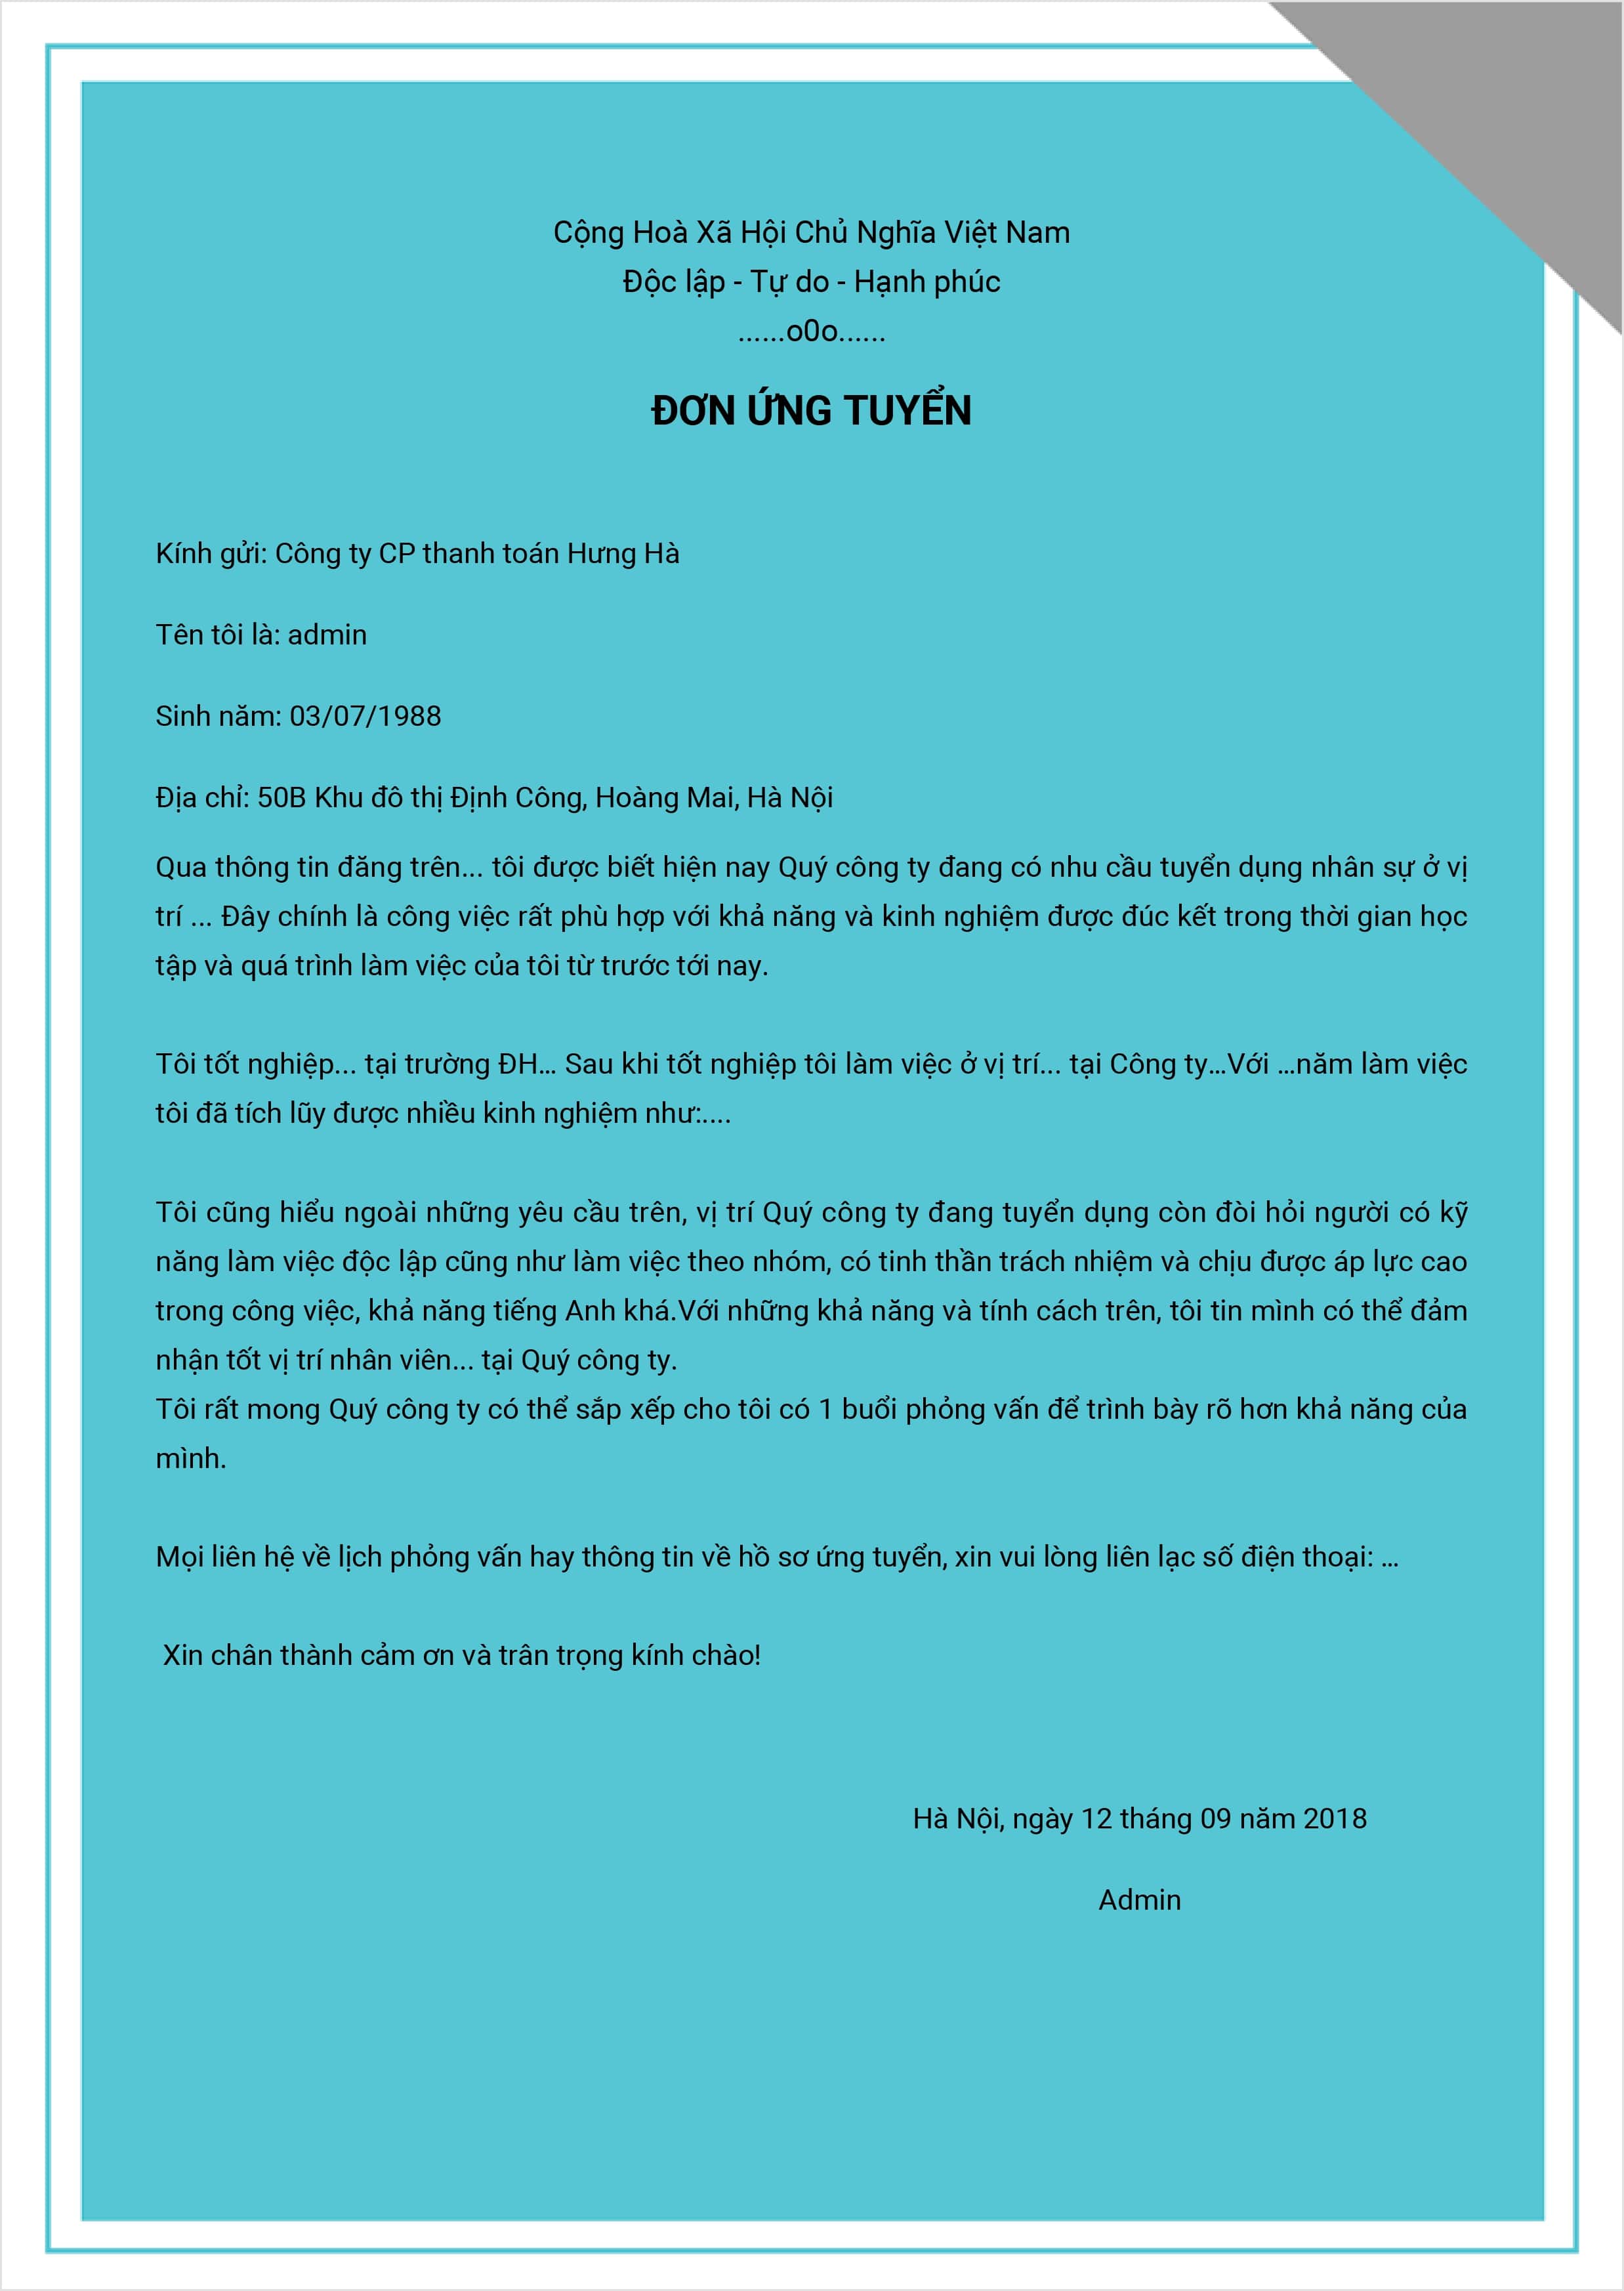 Cộng Hoà Xã Hội Chủ Nghĩa Việt Nam
Độc lập - Tự do - Hạnh phúc
......o0o......
ĐƠN ỨNG TUYỂN
Kính gửi: Công ty CP thanh toán Hưng Hà
Tên tôi là: admin
Sinh năm: 03/07/1988
Địa chỉ: 50B Khu đô thị Định Công, Hoàng Mai, Hà Nội
Qua thông tin đăng trên... tôi được biết hiện nay Quý công ty đang có nhu cầu tuyển dụng nhân sự ở vị
trí ... Đây chính là công việc rất phù hợp với khả năng và kinh nghiệm được đúc kết trong thời gian học
tập và quá trình làm việc của tôi từ trước tới nay.
Tôi tốt nghiệp... tại trường ĐH… Sau khi tốt nghiệp tôi làm việc ở vị trí... tại Công ty…Với …năm làm việc
tôi đã tích lũy được nhiều kinh nghiệm như:....
Tôi cũng hiểu ngoài những yêu cầu trên, vị trí Quý công ty đang tuyển dụng còn đòi hỏi người có kỹ
năng làm việc độc lập cũng như làm việc theo nhóm, có tinh thần trách nhiệm và chịu được áp lực cao
trong công việc, khả năng tiếng Anh khá.Với những khả năng và tính cách trên, tôi tin mình có thể đảm
nhận tốt vị trí nhân viên... tại Quý công ty.
Tôi rất mong Quý công ty có thể sắp xếp cho tôi có 1 buổi phỏng vấn để trình bày rõ hơn khả năng của
mình.
Mọi liên hệ về lịch phỏng vấn hay thông tin về hồ sơ ứng tuyển, xin vui lòng liên lạc số điện thoại: …
Xin chân thành cảm ơn và trân trọng kính chào!
Hà Nội, ngày 12 tháng 09 năm 2018
Admin